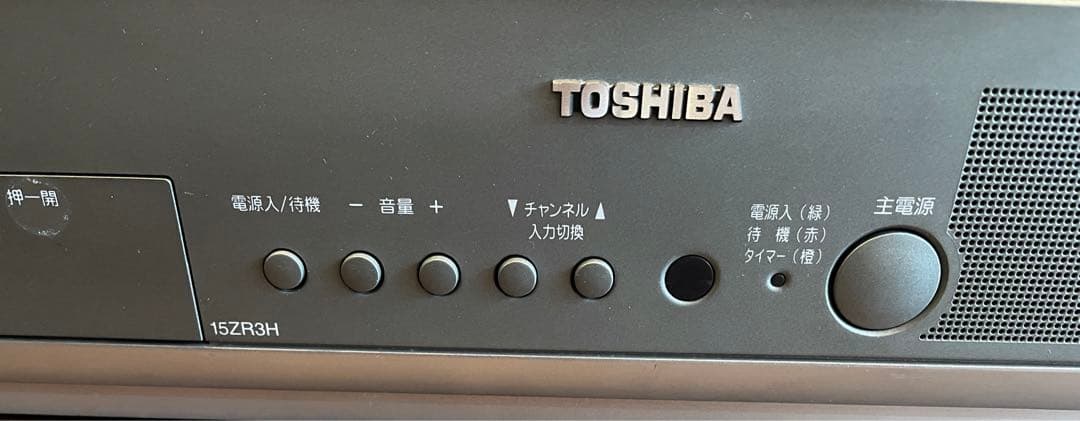 TOSHIBA
押ー開
電源入/待機
− 音量 +
▼ チャンネル ▲
入力切換
電源入(緑)
待 機(赤)
タイマー(橙)
主電源
15ZR3H